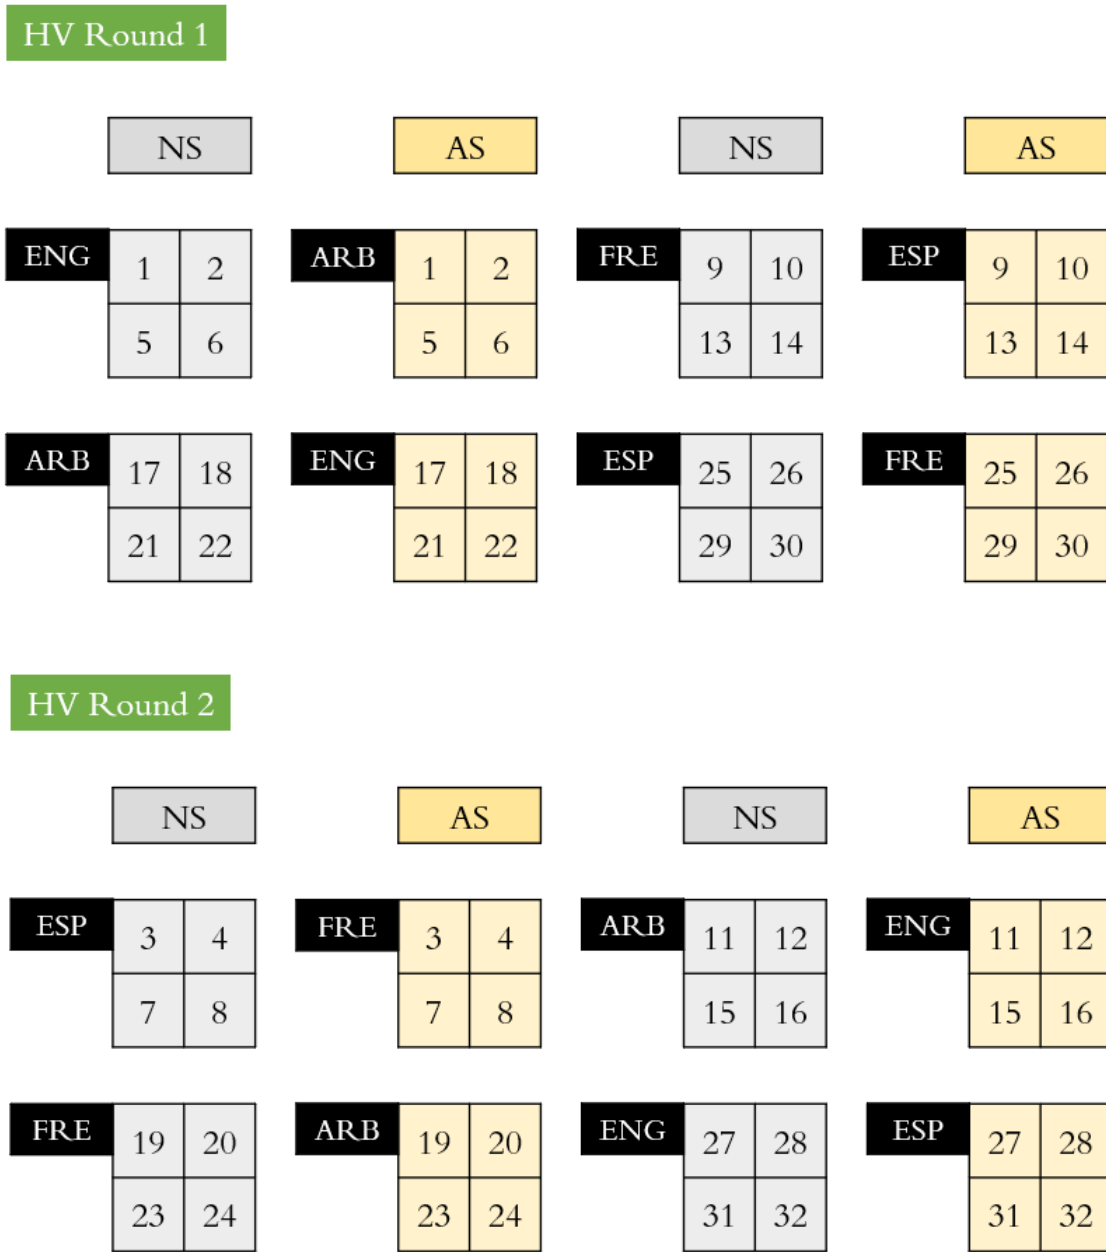 HV Round 1
NS AS NS AS
ENG 1 2 ARB 1 2 FRE 9 10 ESP 9 10
5 6 5 6 13 14 13 14
ARB 17 18 ENG 17 18 ESP 25 26 FRE 25 26
21 22 21 22 29 30 29 30
HV Round 2
NS AS NS AS
ESP 3 4 FRE 3 4 ARB 11 12 ENG 11 12
7 8 7 8 15 16 15 16
FRE 19 20 ARB 19 20 ENG 27 28 ESP 27 28
23 24 23 24 31 32 31 32